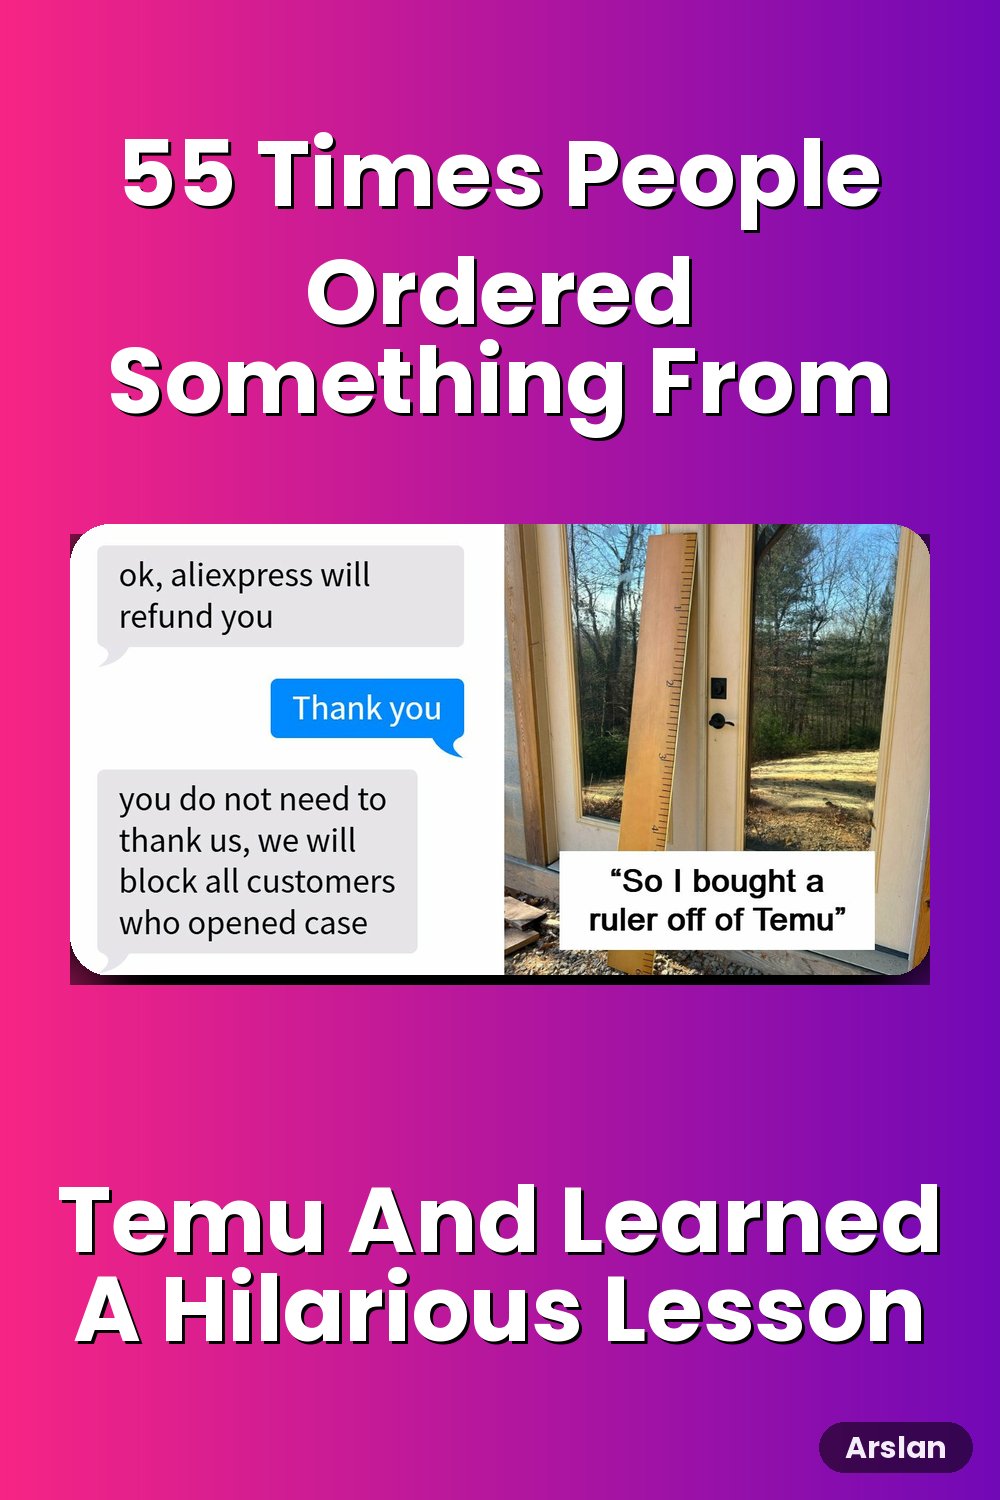 55 Times People
Ordered
Something From
ok, aliexpress will
refund you
Thank you
you do not need to
thank us, we will
block all customers
who opened case
“So I bought a
ruler off of Temu”
Temu And Learned
A Hilarious Lesson
Arslan